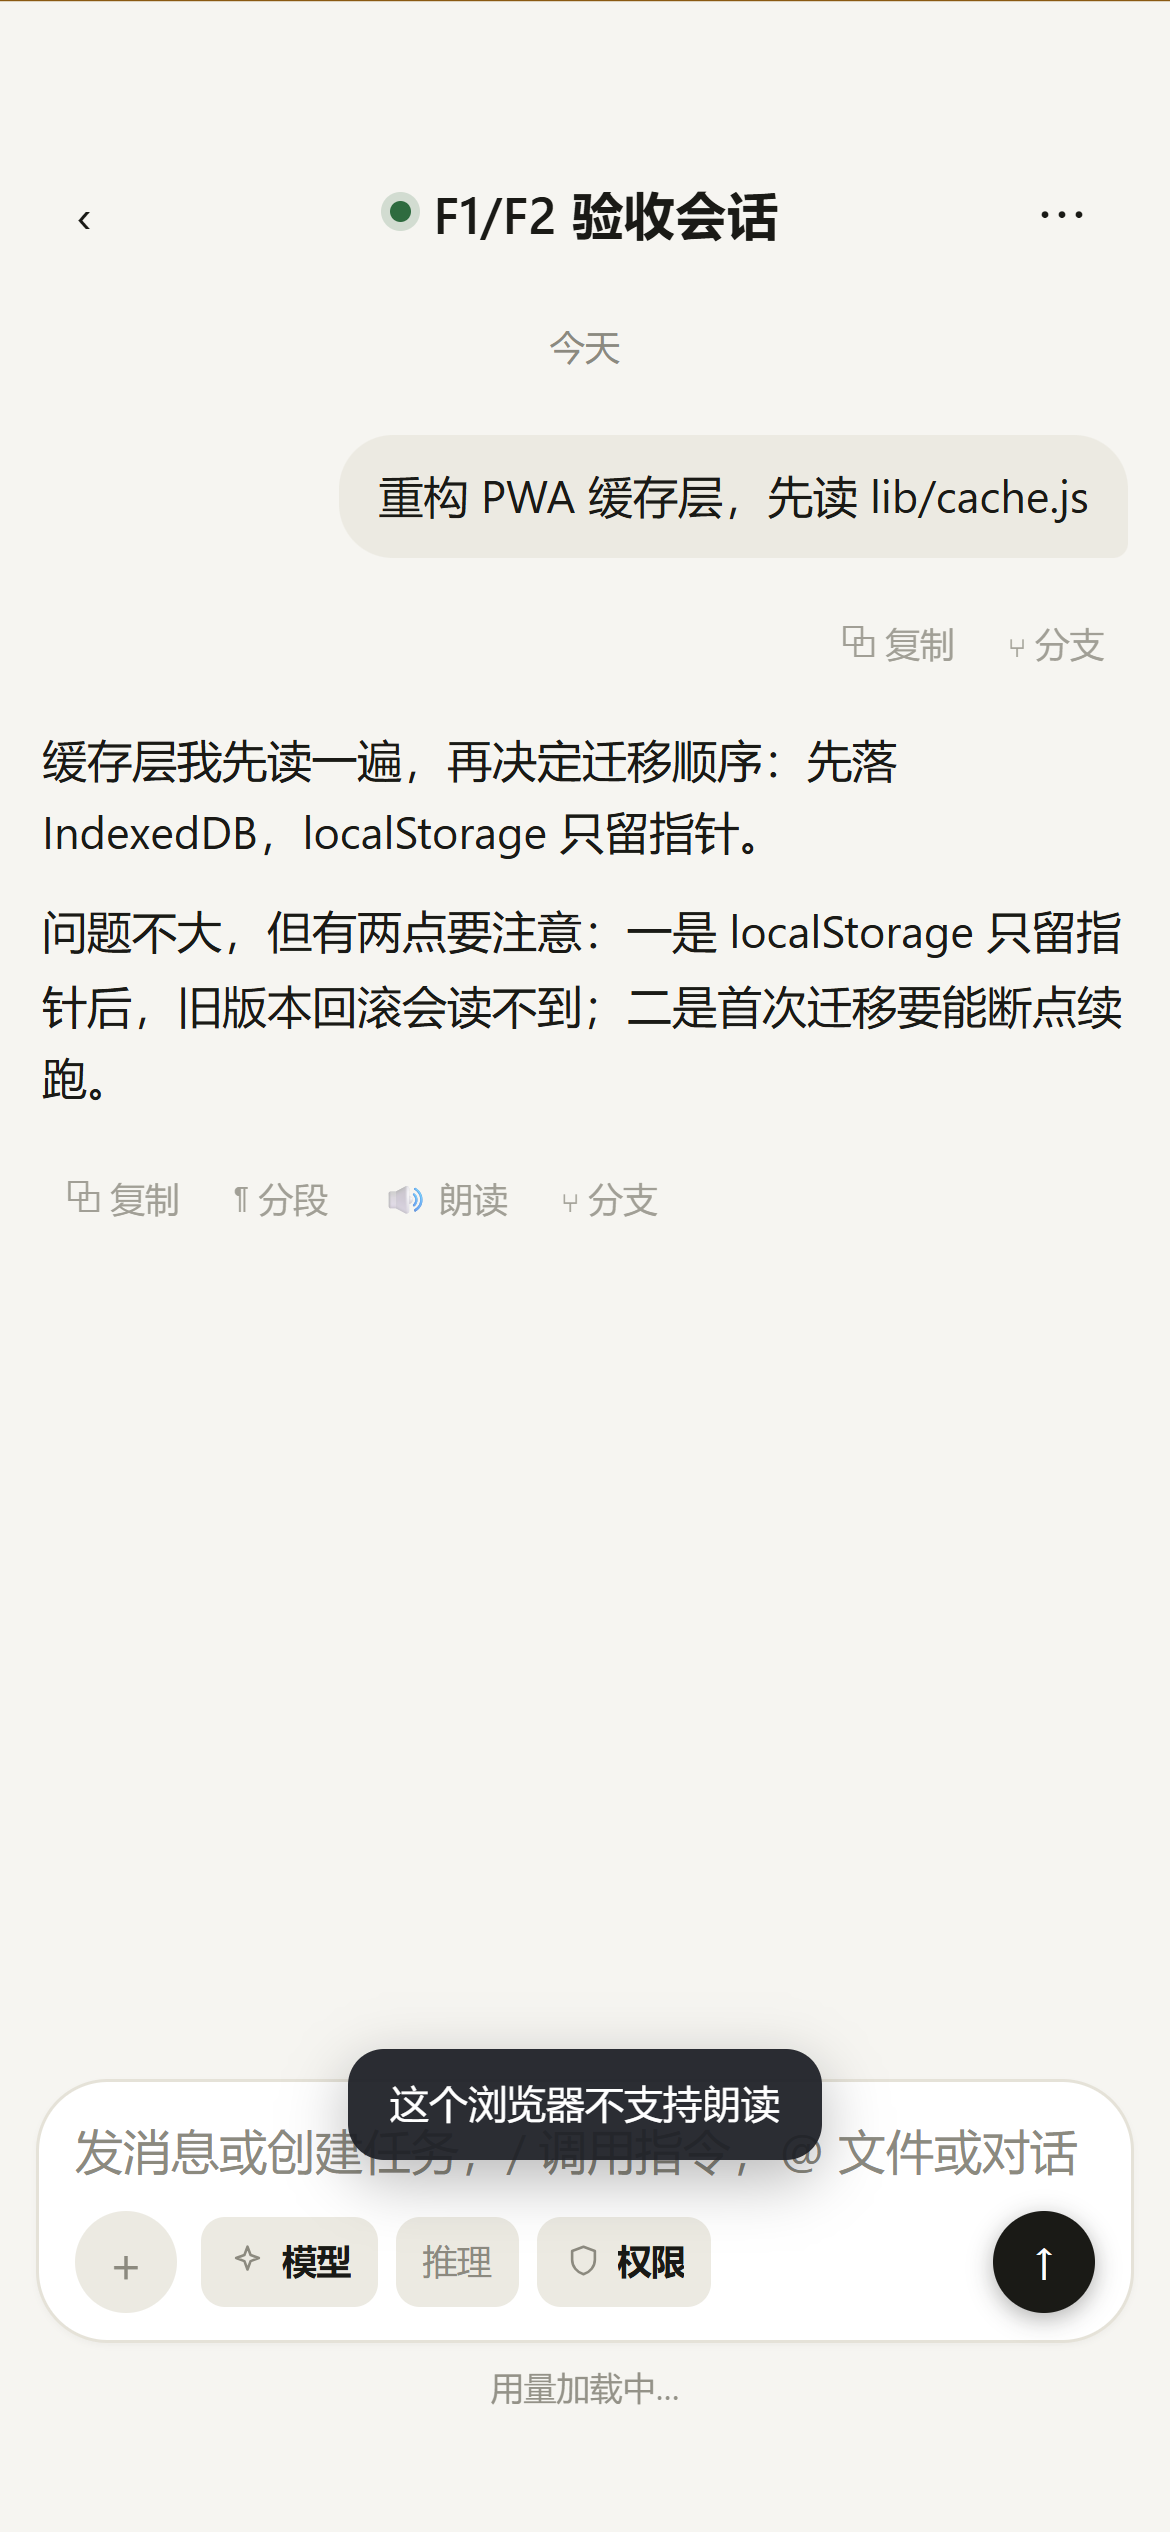 F1/F2 验收会话
今天
重构 PWA 缓存层，先读 lib/cache.js
复制 分支
缓存层我先读一遍，再决定迁移顺序：先落
IndexedDB，localStorage 只留指针。
问题不大，但有两点要注意：一是 localStorage 只留指
针后，旧版本回滚会读不到；二是首次迁移要能断点续
跑。
复制 ¶ 分段 朗读 分支
这个浏览器不支持朗读
发消息或创建任务，/ 调用指令，@ 文件或对话
+ 模型 推理 权限 ↑
用量加载中...